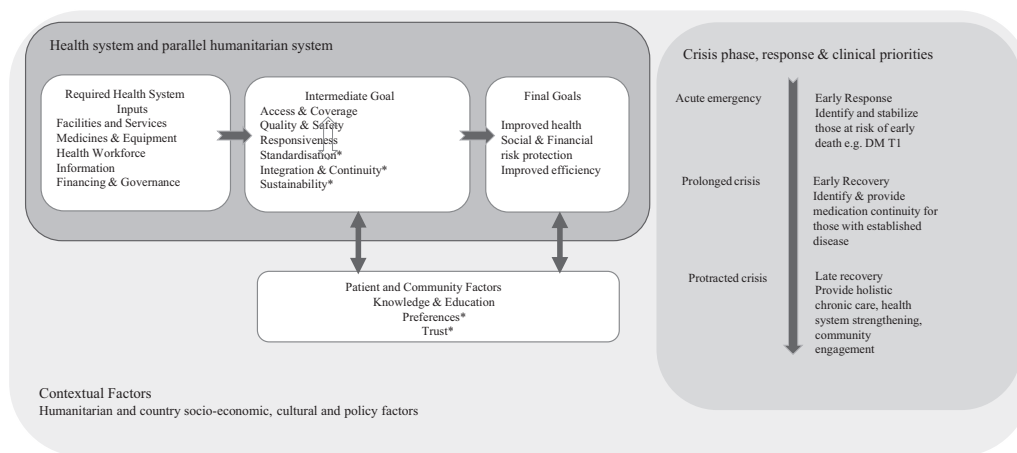 Health system and parallel humanitarian system
Required Health System
Inputs
Facilities and Services
Medicines & Equipment
Health Workforce
Information
Financing & Governance
Intermediate Goal
Access & Coverage
Quality & Safety
Responsiveness
Standardisation*
Integration & Continuity*
Sustainability*
Final Goals
Improved health
Social & Financial
risk protection
Improved efficiency
Patient and Community Factors
Knowledge & Education
Preferences*
Trust*
Contextual Factors
Humanitarian and country socio-economic, cultural and policy factors
Crisis phase, response & clinical priorities
Acute emergency
Early Response
Identify and stabilize
those at risk of early
death e.g. DM T1
Prolonged crisis
Early Recovery
Identify & provide
medication continuity for
those with established
disease
Protracted crisis
Late recovery
Provide holistic
chronic care, health
system strengthening,
community
engagement